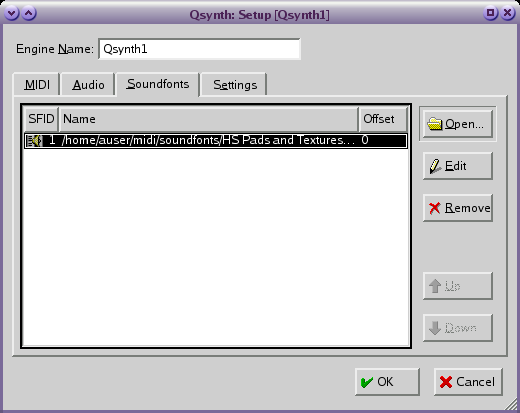 Qsynth: Setup [Qsynth1]
Engine Name: Qsynth1
MIDI Audio Soundfonts Settings
SFID Name Offset
1 /home/auser/midi/soundfonts/HS Pads and Textures... 0
Open...
Edit
Remove
Up
Down
OK Cancel